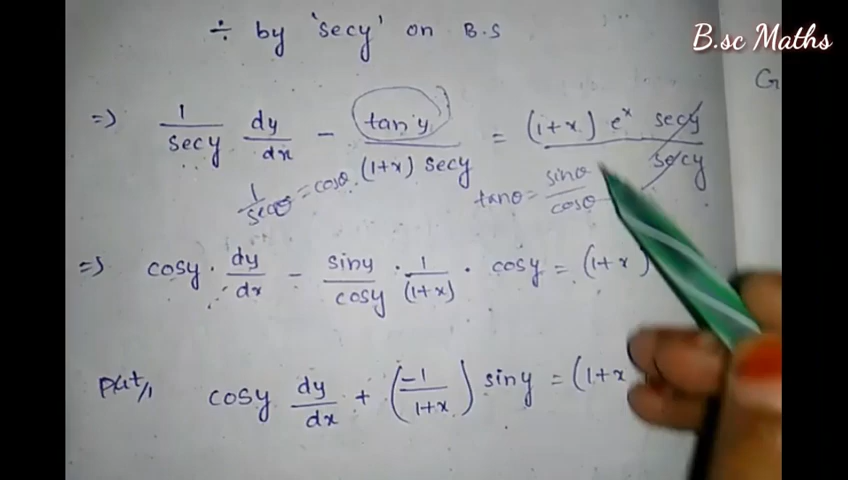 ÷ by 'secy' on B.S
B.sc Maths
G
=) 1/secy dy/dx - tan y/(1+x) secy = (1+x) e^x secy/secy
1/secθ = cosθ tanθ = sinθ/cosθ
=) cosy · dy/dx - siny/cosy · 1/(1+x) · cosy = (1+x)
put, cosy dy/dx + (-1/1+x) siny = (1+x